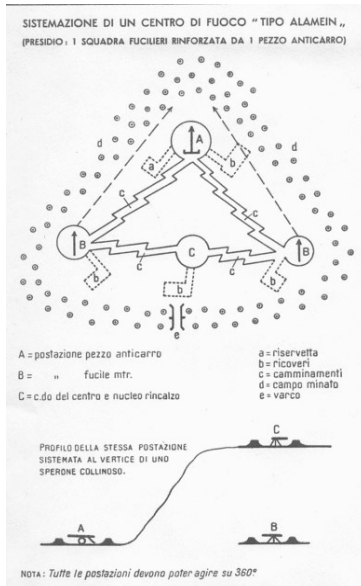 SISTEMAZIONE DI UN CENTRO DI FUOCO "TIPO ALAMEIN„
(PRESIDIO: 1 SQUADRA FUCILIERI RINFORZATA DA 1 PEZZO ANTICARRO)
d
d
A
a
b
c
c
B
C
B
b
c
b
c
b
e
A = postazione pezzo anticarro
B = „ fucile mtr.
C = c.do del centro e nucleo rincalzo
a = riservetta
b = ricoveri
c = camminamenti
d = campo minato
e = varco
PROFILO DELLA STESSA POSTAZIONE
SISTEMATA AL VERTICE DI UNO
SPERONE COLLINOSO.
C
A
B
NOTA: Tutte le postazioni devono poter agire su 360°